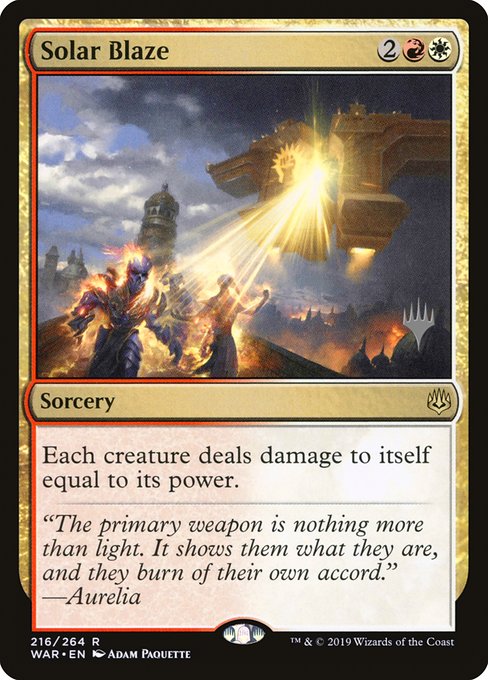 Solar Blaze 2
Sorcery
Each creature deals damage to itself
equal to its power.
“The primary weapon is nothing more
than light. It shows them what they are,
and they burn of their own accord.”
—Aurelia
216/264 R
WAR • EN Adam Paquette
™ & © 2019 Wizards of the Coast